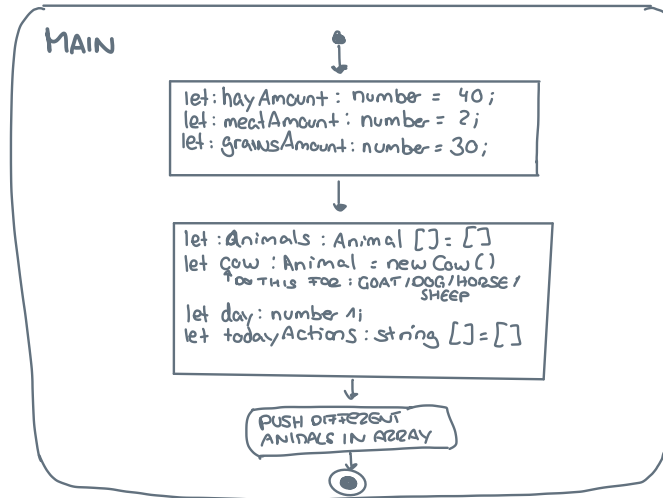 MAIN
let: hayAmount: number = 40;
let: meatAmount: number = 2;
let: grainsAmount: number = 30;
let: Animals: Animal []=[]
let cow: Animal = new Cow()
DO THIS FOR: GOAT/DOG/HORSE/
SHEEP
let day: number 1;
let todayActions: string []=[]
PUSH DIFFERENT
ANIMALS IN ARRAY